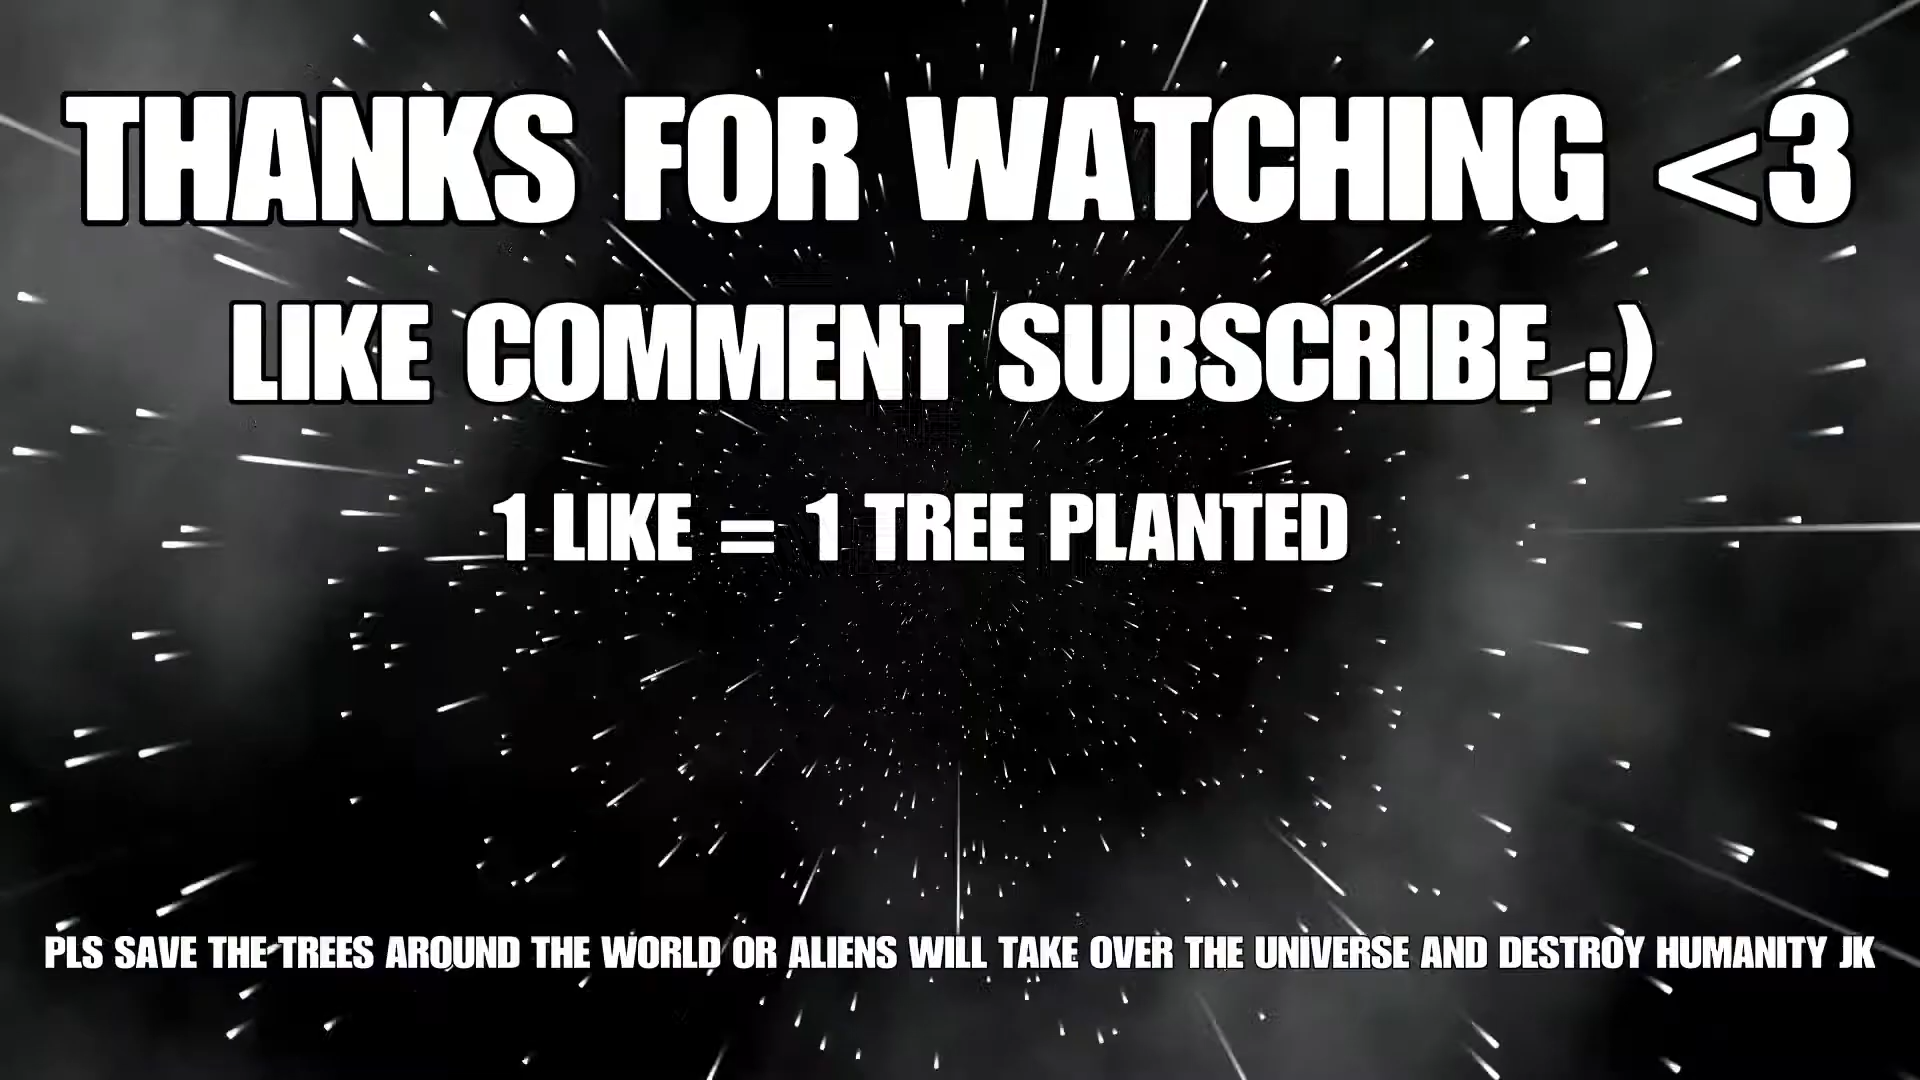 THANKS FOR WATCHING <3
LIKE COMMENT SUBSCRIBE :)
1 LIKE = 1 TREE PLANTED
PLS SAVE THE TREES AROUND THE WORLD OR ALIENS WILL TAKE OVER THE UNIVERSE AND DESTROY HUMANITY JK